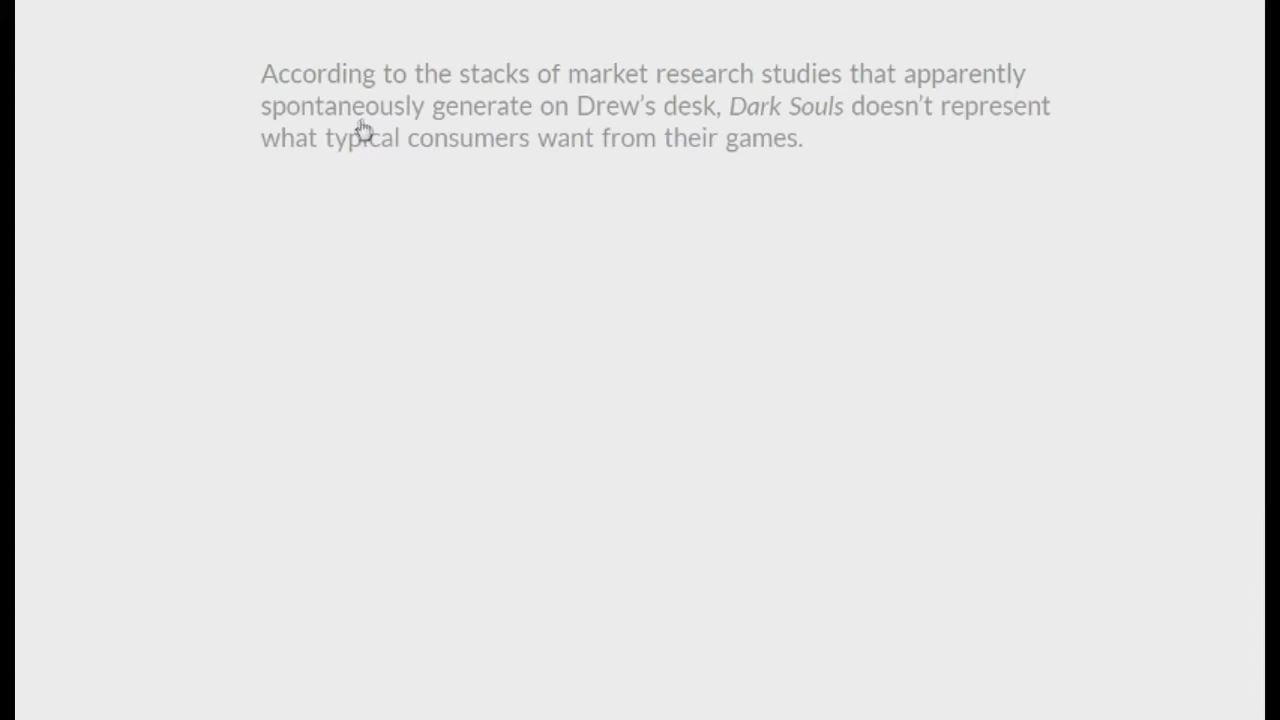 According to the stacks of market research studies that apparently
spontaneously generate on Drew’s desk, Dark Souls doesn’t represent
what typical consumers want from their games.